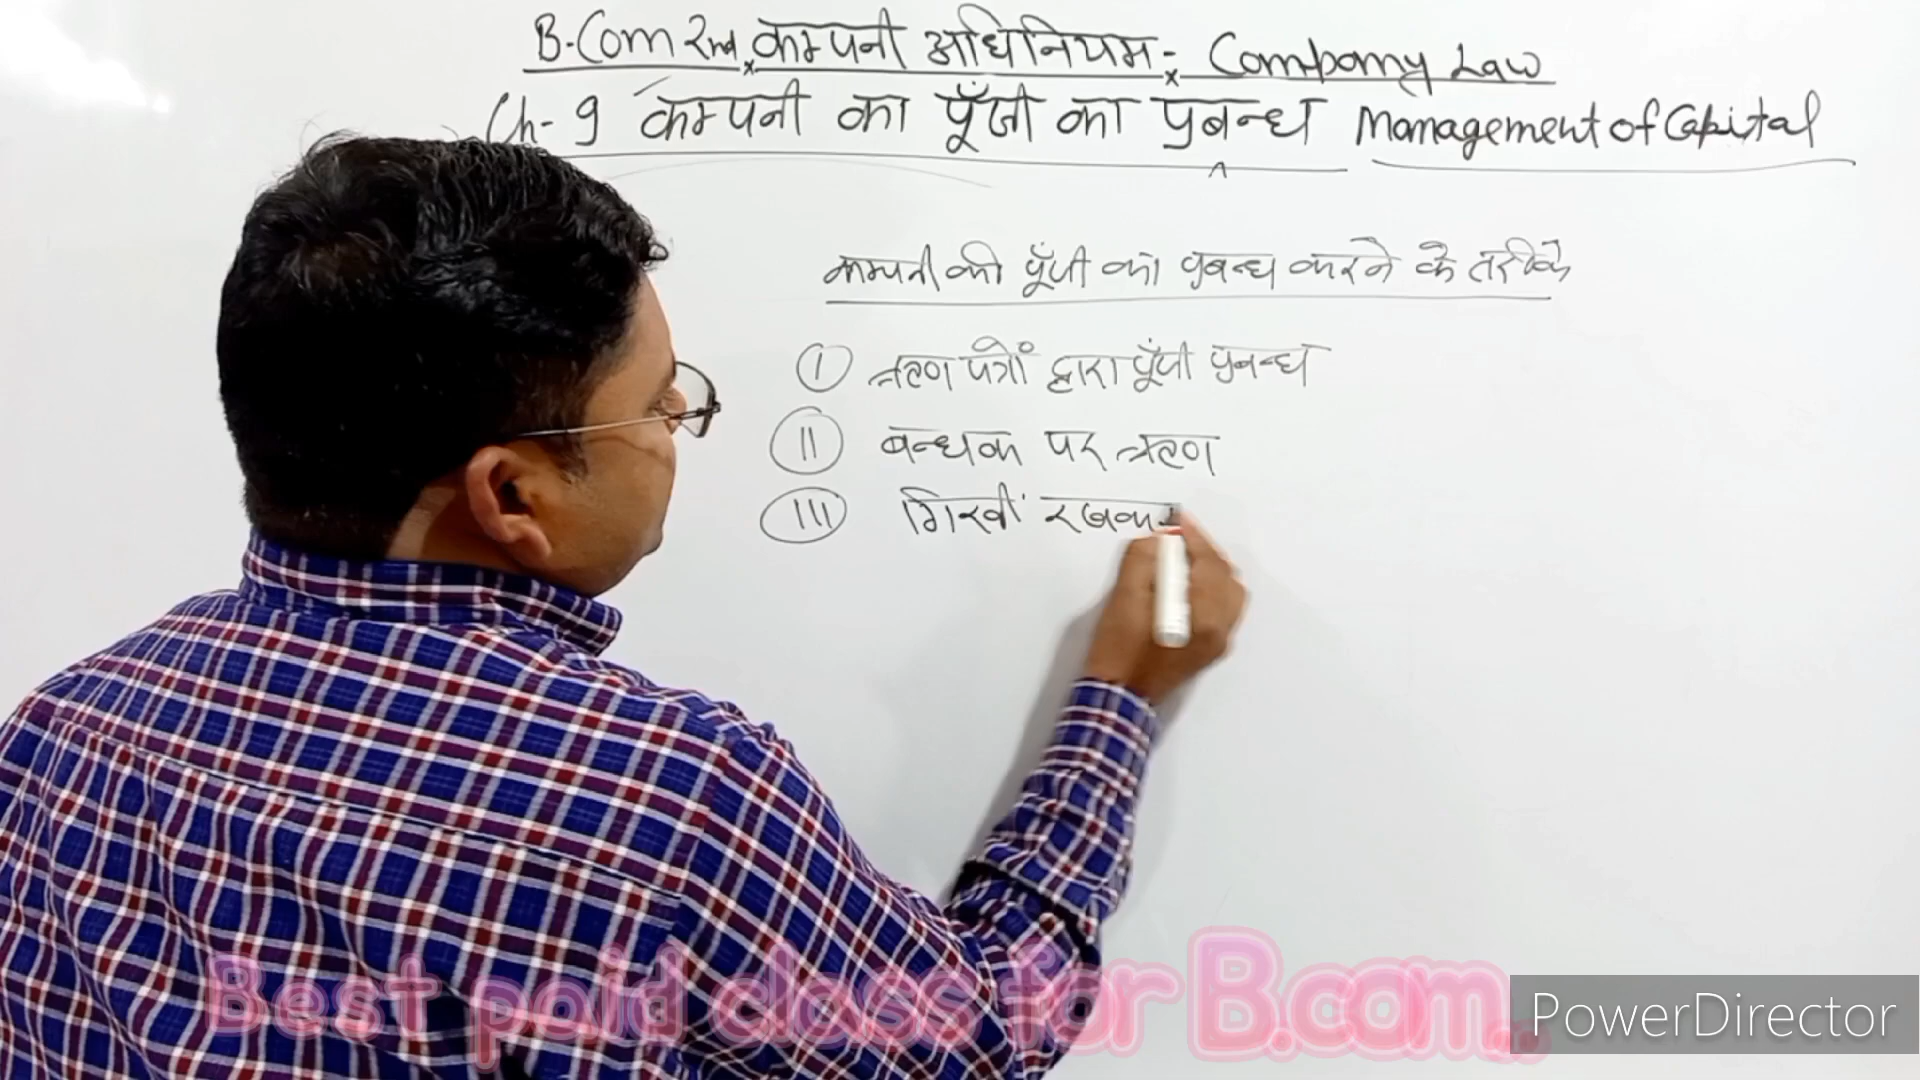 B.Com 2nd कम्पनी अधिनियम:- Company Law
Ch-9 कम्पनी का पूँजी का प्रबन्ध Management of Capital
कम्पनी की पूँजी का प्रबन्ध करने के तरीके
I ऋण पत्रों द्वारा पूँजी प्रबन्ध
II बन्धक पर ऋण
III गिरवीं रखकर
Best paid class for B.com...
PowerDirector